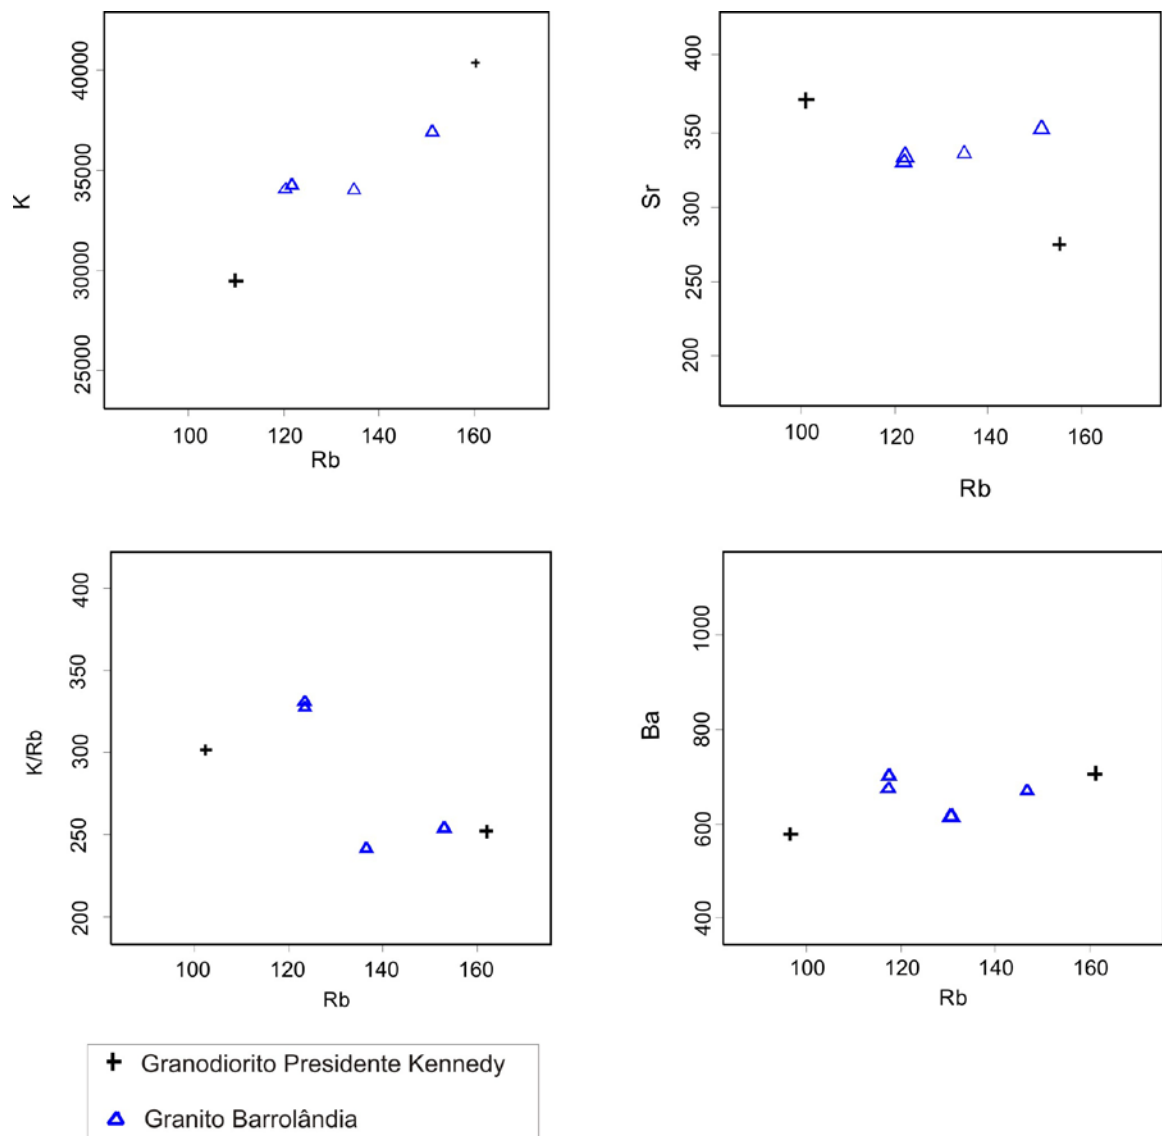 K
40000
35000
30000
25000
100 120 140 160
Rb
Sr
400
350
300
250
200
100 120 140 160
Rb
K/Rb
400
350
300
250
200
100 120 140 160
Rb
Ba
1000
800
600
400
100 120 140 160
Rb
Granodiorito Presidente Kennedy
Granito Barrolândia